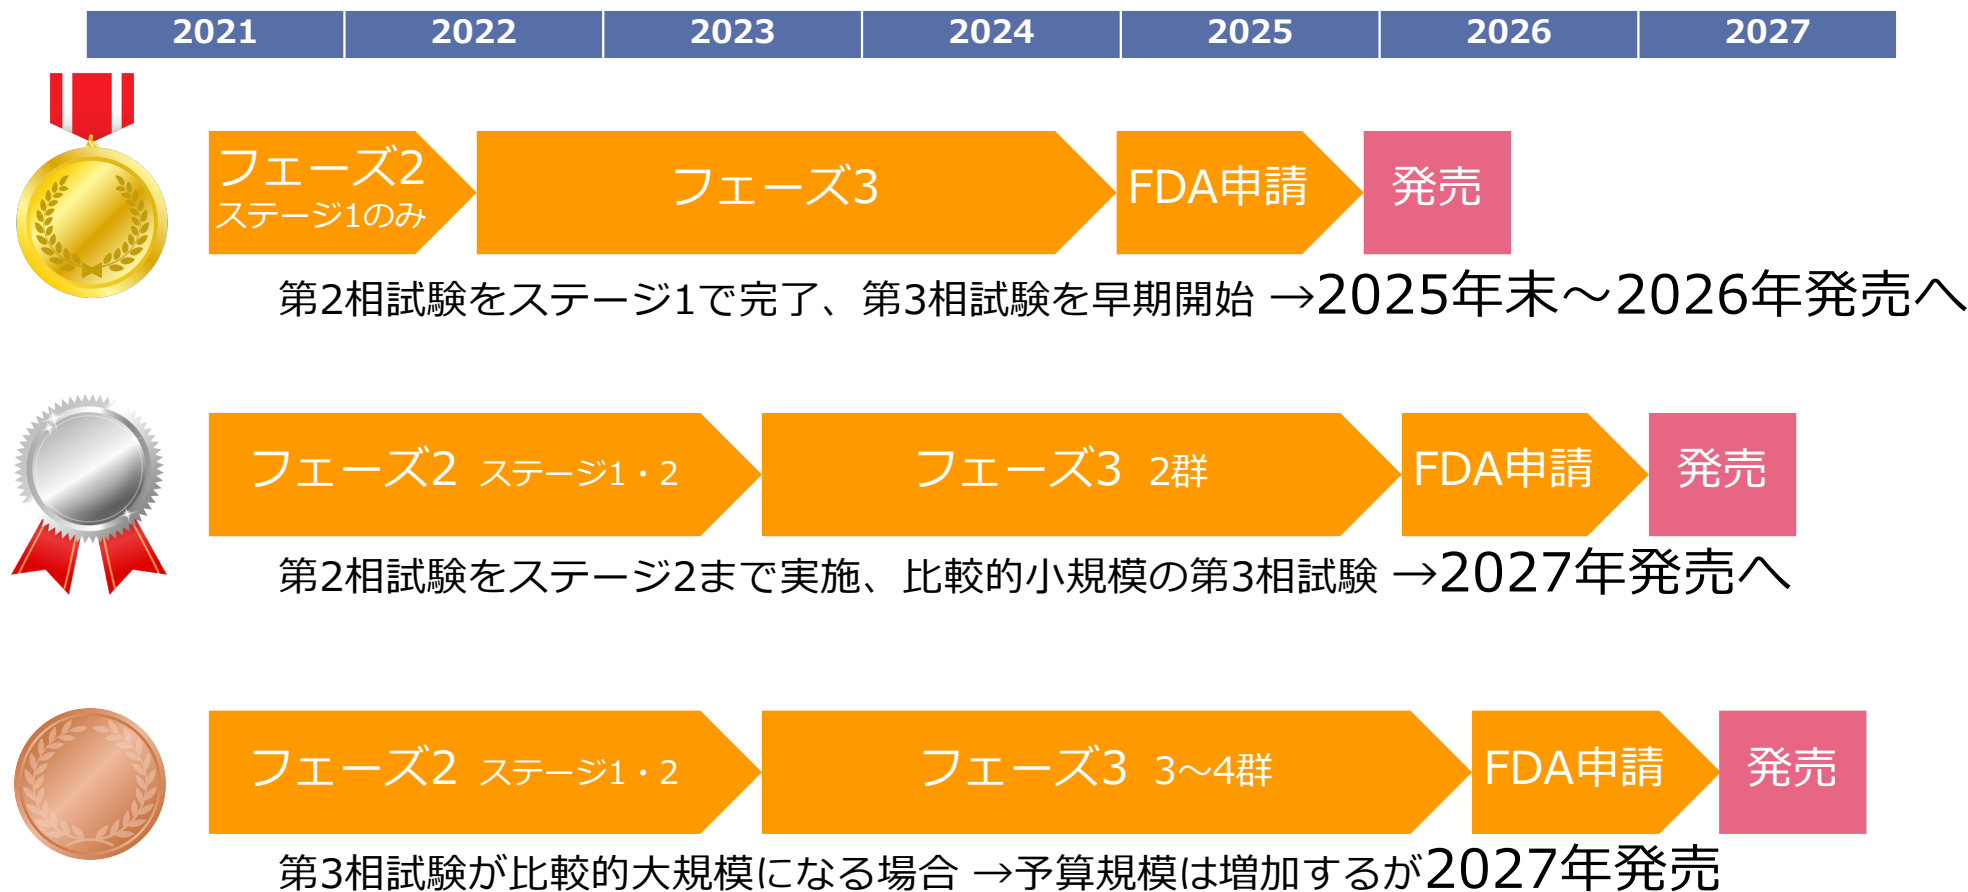 2021 2022 2023 2024 2025 2026 2027
フェーズ2
ステージ1のみ
フェーズ3
FDA申請
発売
第2相試験をステージ1で完了、第3相試験を早期開始 →2025年末～2026年発売へ
フェーズ2 ステージ1・2
フェーズ3 2群
FDA申請
発売
第2相試験をステージ2まで実施、比較的小規模の第3相試験 →2027年発売へ
フェーズ2 ステージ1・2
フェーズ3 3～4群
FDA申請
発売
第3相試験が比較的大規模になる場合 →予算規模は増加するが2027年発売